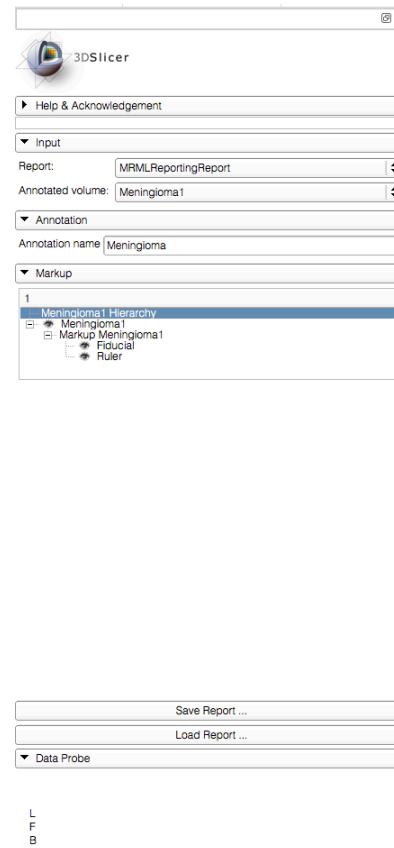 3DSlicer
Help & Acknowledgement
Input
Report: MRMLReportingReport
Annotated volume: Meningioma1
Annotation
Annotation name Meningioma
Markup
1
Meningioma1 Hierarchy
Meningioma1
Markup Meningioma1
Fiducial
Ruler
Save Report ...
Load Report ...
Data Probe
L
F
B